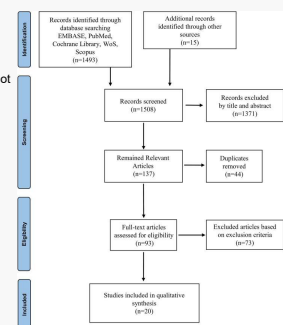 Identification
Records identified through
database searching
EMBASE, PubMed,
Cochrane Library, WoS,
Scopus
(n=1493)
Additional records
identified through other
sources
(n=15)
ot
Screening
Records screened
(n=1508)
Records excluded
by title and abstract
(n=1371)
Remained Relevant
Articles
(n=137)
Duplicates
removed
(n=44)
Eligibility
Full-text articles
assessed for eligibility
(n=93)
Excluded articles based
on exclusion criteria
(n=73)
Included
Studies included in qualitative
synthesis
(n=20)